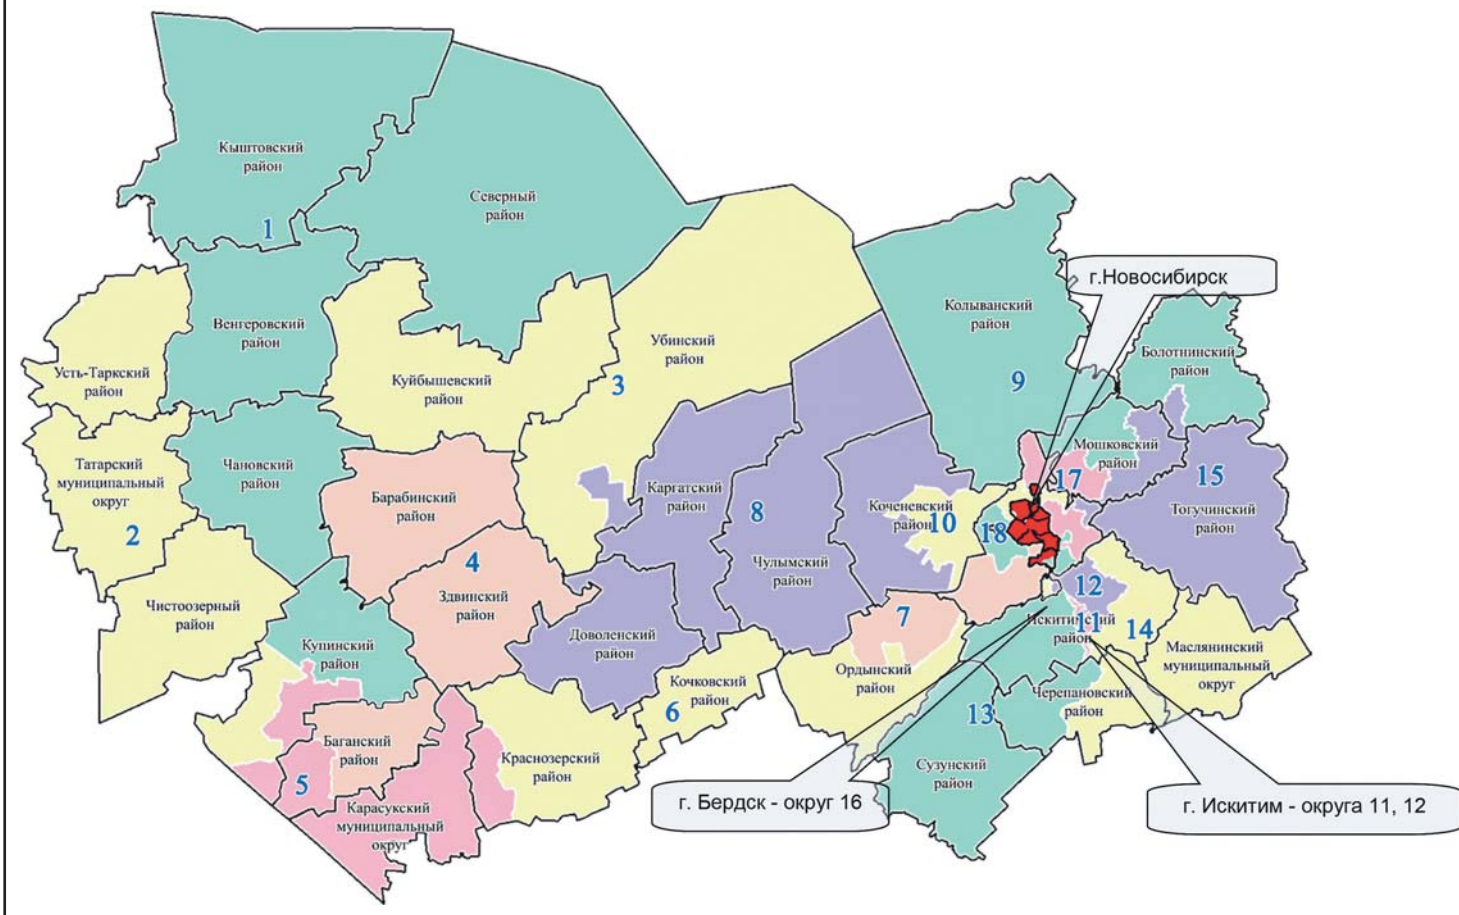 Кыштовский
район
1
Северный
район
Венгеровский
район
Усть-Таркский
район
Куйбышевский
район
Убинский
район
3
Колыванский
район
9
г.Новосибирск
Болотнинский
район
Татарский
муниципальный
округ
2
Чановский
район
Барабинский
район
Каргатский
район
8
Коченевский
район
10
Мошковский
район
17
15
Тогучинский
район
18
Чистоозерный
район
4
Здвинский
район
Чулымский
район
12
Купинский
район
Доволенский
район
7
Искитимский
район
11
14
Маслянинский
муниципальный
округ
Кочковский
район
6
Ордынский
район
Черепановский
район
13
Баганский
район
5
Краснозерский
район
Сузунский
район
Карасукский
муниципальный
округ
г. Бердск - округ 16
г. Искитим - округа 11, 12